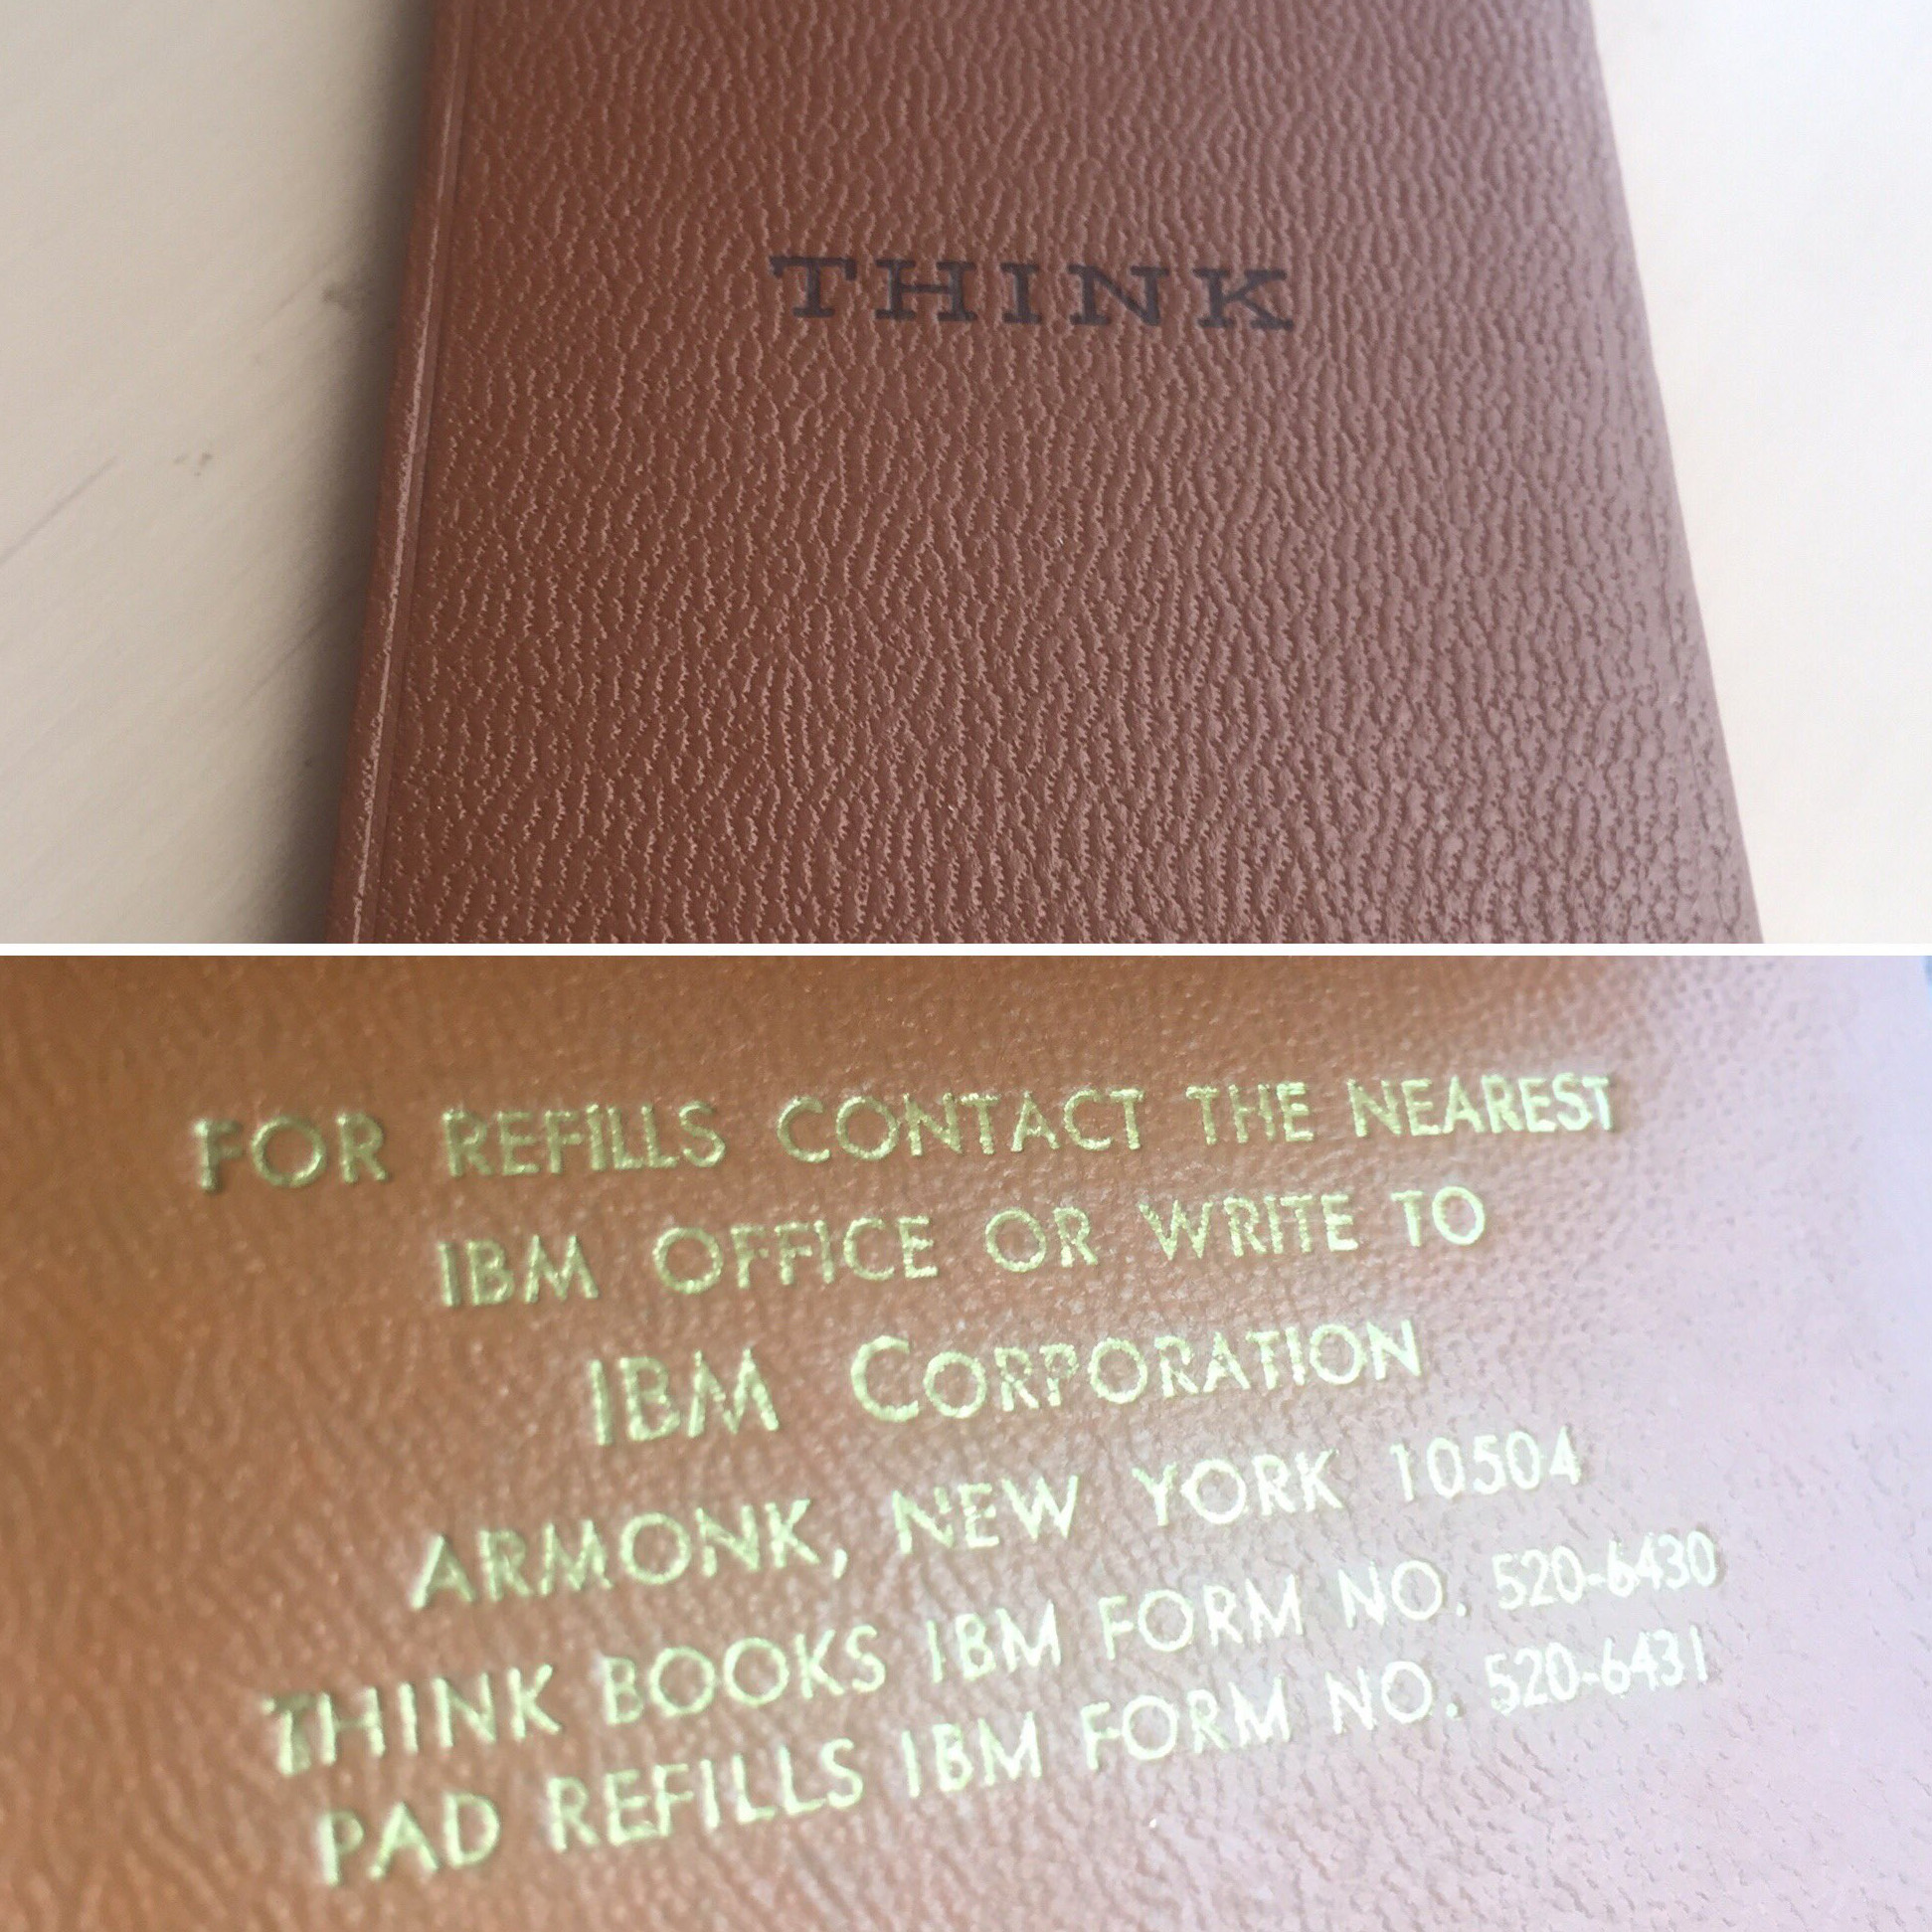 THINK
FOR REFILLS CONTACT THE NEAREST
IBM OFFICE OR WRITE TO
IBM CORPORATION
ARMONK, NEW YORK 10504
THINK BOOKS IBM FORM NO. 520-6430
PAD REFILLS IBM FORM NO. 520-6431